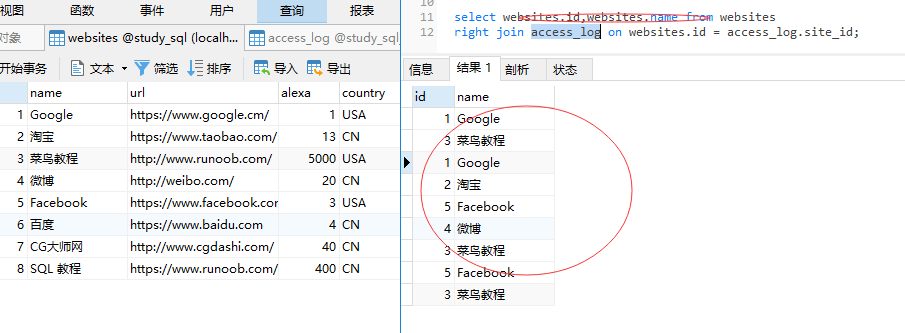 视图 函数 事件 用户 查询 报表
对象 websites @study_sql (localh... access_log @study_sql
开始事务 文本 筛选 排序 导入 导出
name url alexa country
1 Google https://www.google.cm/ 1 USA
2 淘宝 https://www.taobao.com/ 13 CN
3 菜鸟教程 http://www.runoob.com/ 5000 USA
4 微博 http://weibo.com/ 20 CN
5 Facebook https://www.facebook.con 3 USA
6 百度 https://www.baidu.com 4 CN
7 CG大师网 http://www.cgdashi.com/ 40 CN
8 SQL 教程 https://www.runoob.com/ 400 CN
11 select websites.id,websites.name from websites
12 right join access_log on websites.id = access_log.site_id;
信息 结果 1 剖析 状态
id name
1 Google
3 菜鸟教程
1 Google
2 淘宝
5 Facebook
4 微博
3 菜鸟教程
5 Facebook
3 菜鸟教程